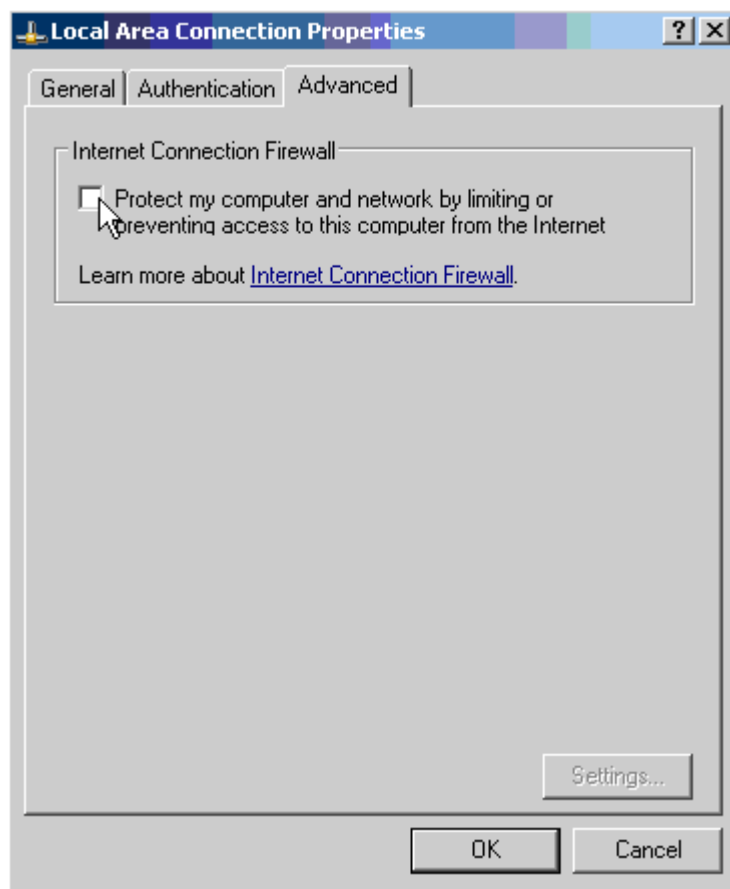 Local Area Connection Properties
General Authentication Advanced
Internet Connection Firewall
Protect my computer and network by limiting or
preventing access to this computer from the Internet
Learn more about Internet Connection Firewall.
Settings...
OK Cancel